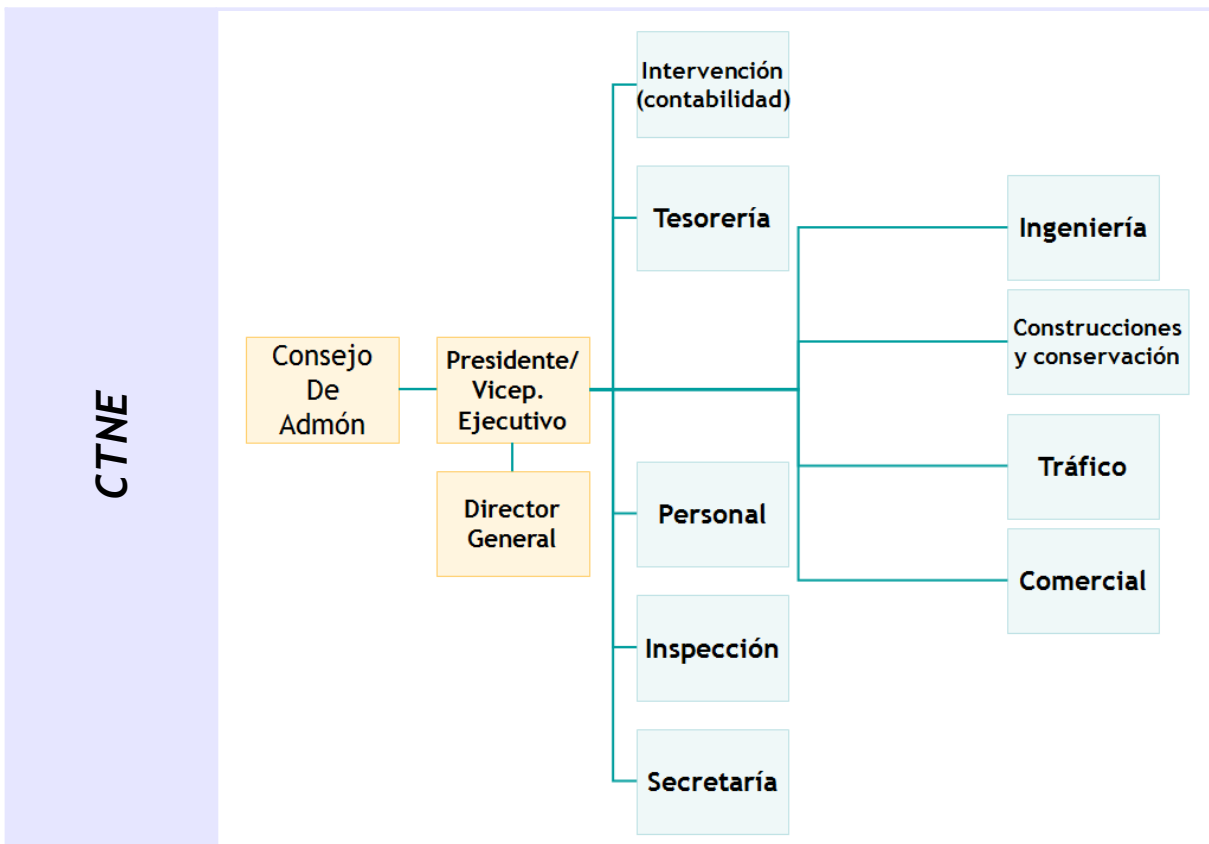 CTNE
Consejo
De
Admón
Presidente/
Vicep.
Ejecutivo
Director
General
Intervención
(contabilidad)
Tesorería
Personal
Inspección
Secretaría
Ingeniería
Construcciones
y conservación
Tráfico
Comercial